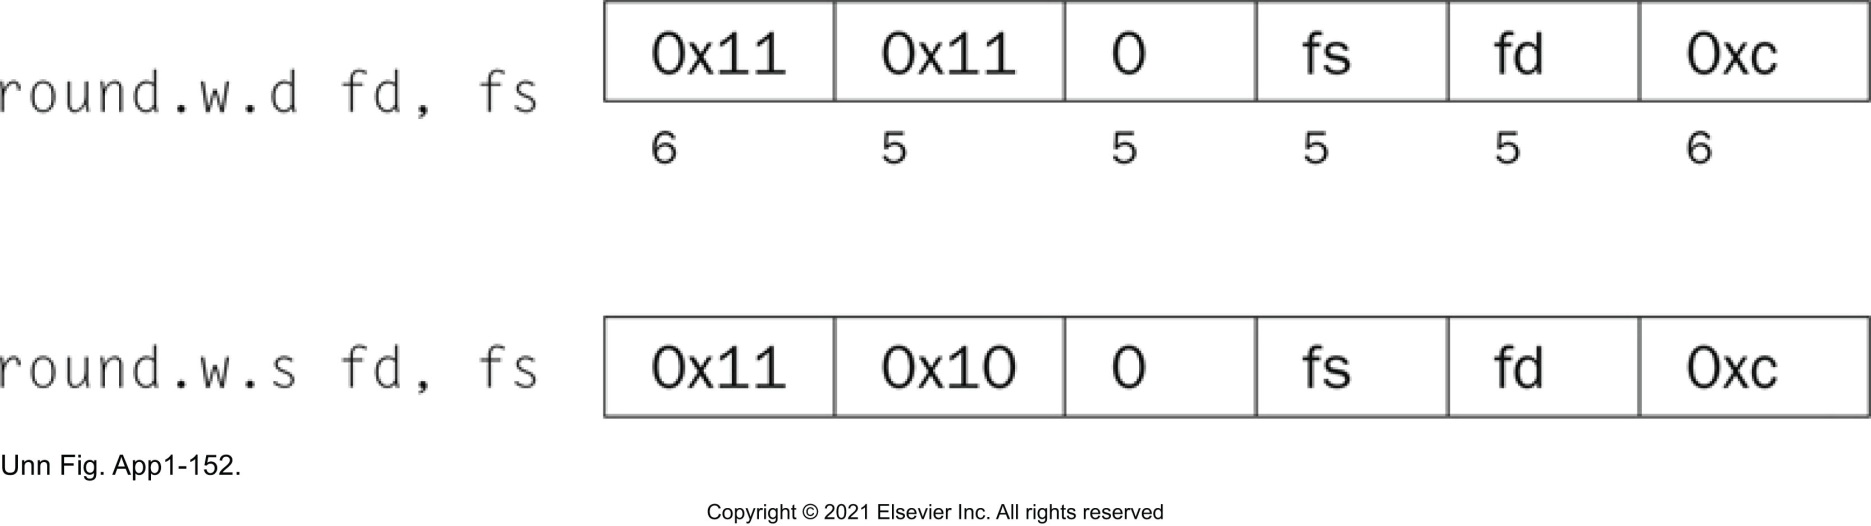 round.w.d fd, fs 0x11 0x11 0 fs fd 0xc
6 5 5 5 5 6
round.w.s fd, fs 0x11 0x10 0 fs fd 0xc
Unn Fig. App1-152.
Copyright © 2021 Elsevier Inc. All rights reserved